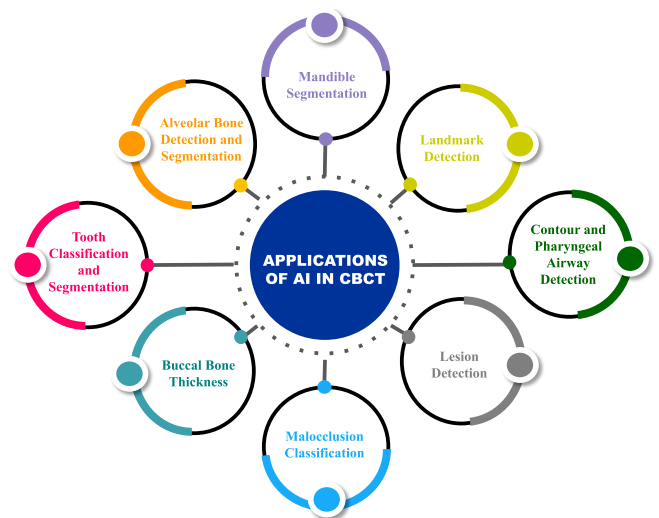 Mandible
Segmentation
Alveolar Bone
Detection and
Segmentation
Landmark
Detection
Tooth
Classification
and
Segmentation
APPLICATIONS
OF AI IN CBCT
Contour and
Pharyngeal
Airway
Detection
Buccal Bone
Thickness
Lesion
Detection
Malocclusion
Classification